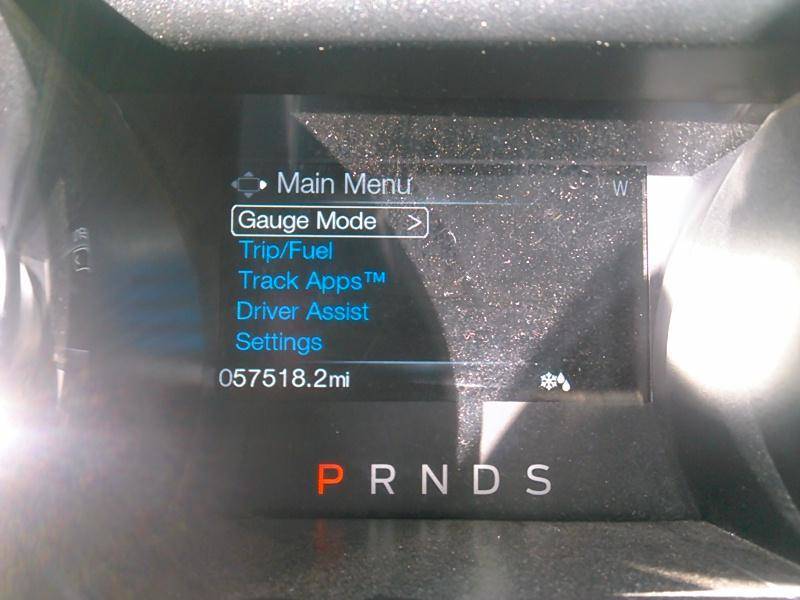 Main Menu W
Gauge Mode >
Trip/Fuel
Track Apps™
Driver Assist
Settings
057518.2mi
P R N D S